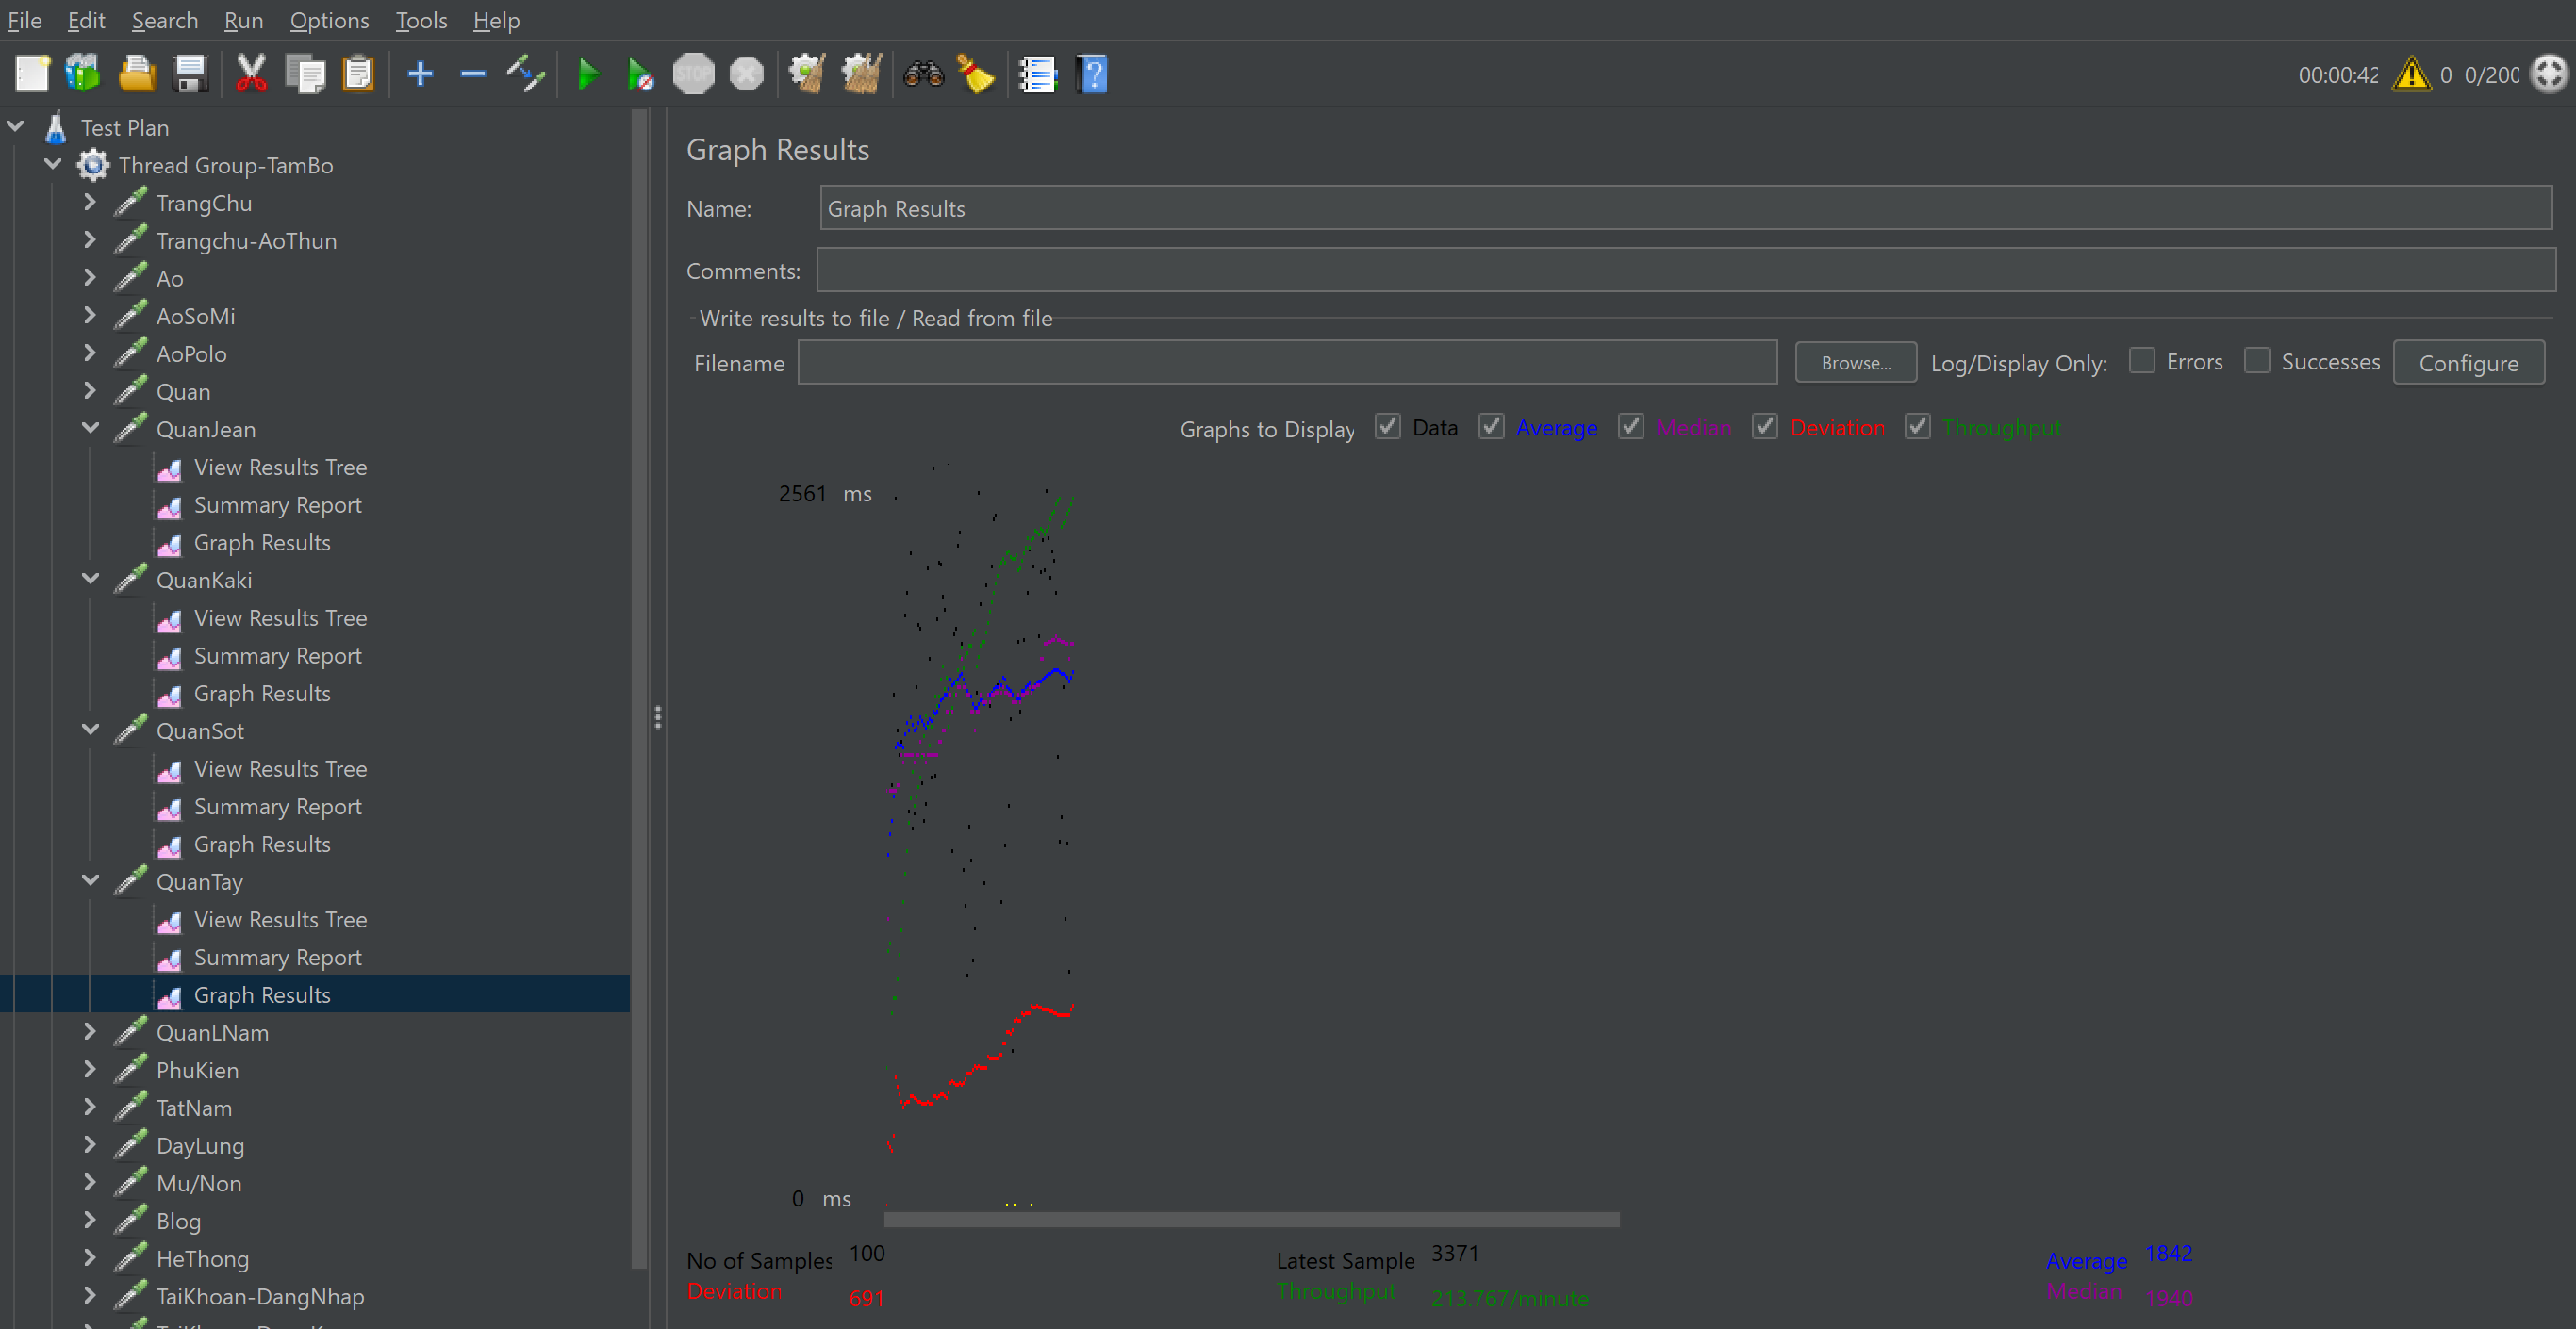 File Edit Search Run Options Tools Help
STOP
00:00:42 0 0/200
Test Plan
Thread Group-TamBo
TrangChu
Trangchu-AoThun
Ao
AoSoMi
AoPolo
Quan
QuanJean
View Results Tree
Summary Report
Graph Results
QuanKaki
View Results Tree
Summary Report
Graph Results
QuanSot
View Results Tree
Summary Report
Graph Results
QuanTay
View Results Tree
Summary Report
Graph Results
QuanLNam
PhuKien
TatNam
DayLung
Mu/Non
Blog
HeThong
TaiKhoan-DangNhap
Graph Results
Name: Graph Results
Comments:
Write results to file / Read from file
Filename Browse... Log/Display Only: Errors Successes Configure
Graphs to Display Data Average Median Deviation Throughput
2561 ms
0 ms
No of Samples 100 Latest Sample 3371 Average 1842
Deviation 691 Throughput 213.767/minute Median 1940